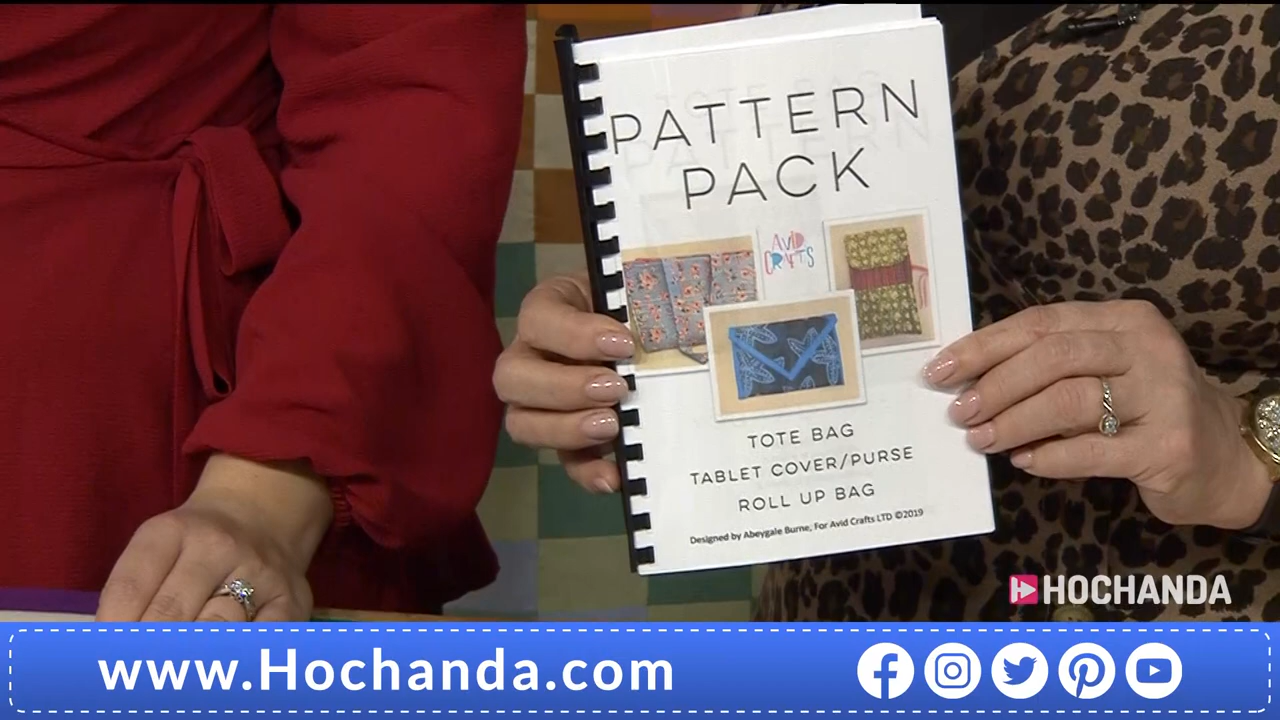 PATTERN
PACK
AVID
CRAFTS
TOTE BAG
TABLET COVER/PURSE
ROLL UP BAG
Designed by Abeygale Burne, For Avid Crafts LTD ©2019
HOCHANDA
www.Hochanda.com